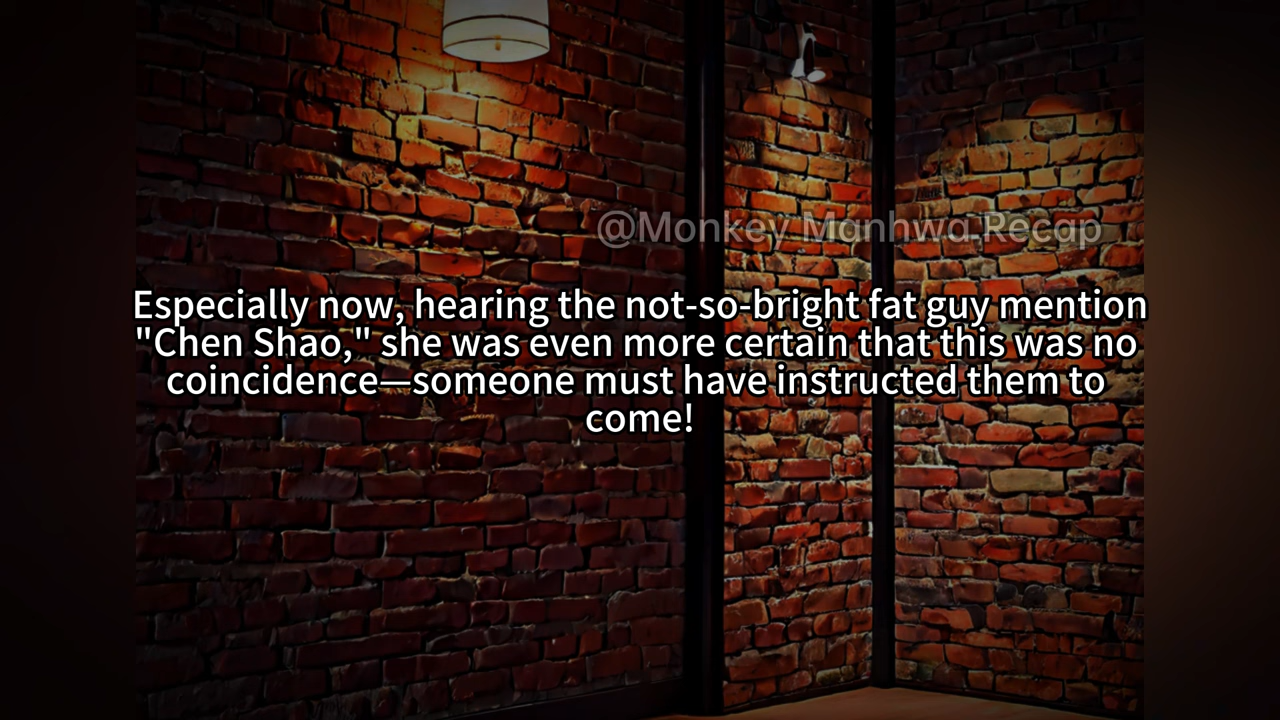 @Monkey Manhwa Recap
Especially now, hearing the not-so-bright fat guy mention
"Chen Shao," she was even more certain that this was no
coincidence—someone must have instructed them to
come!